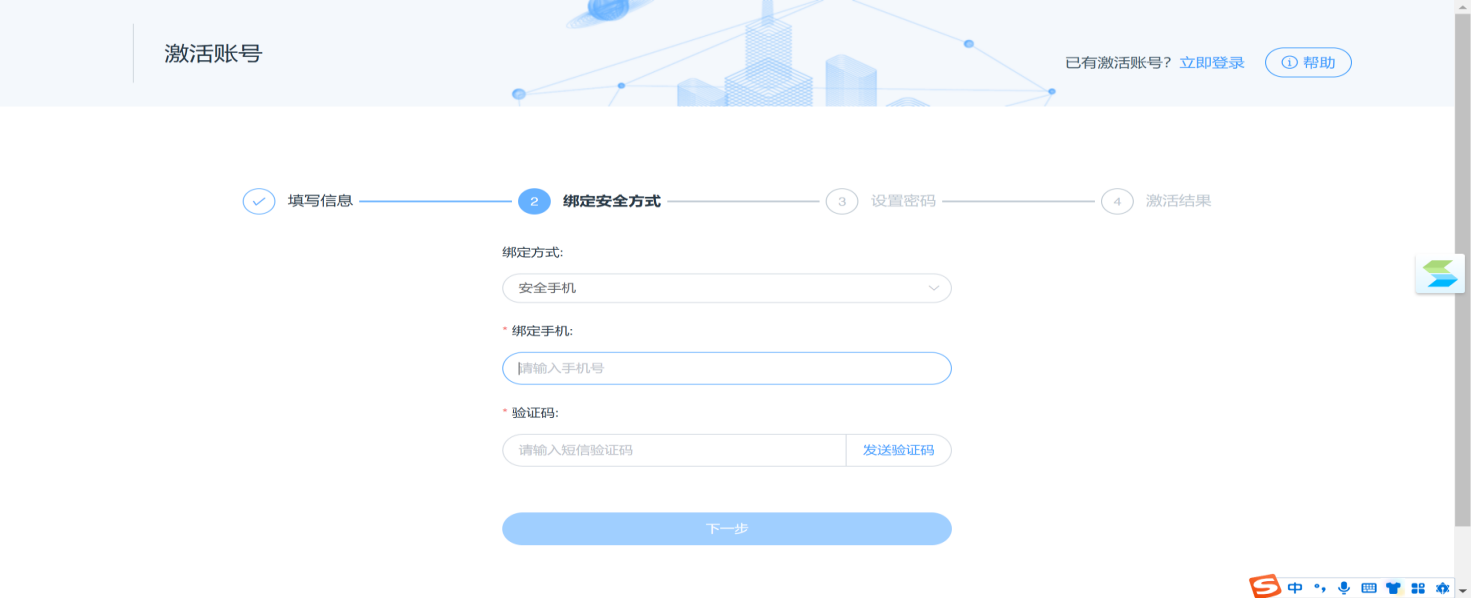 激活账号
已有激活账号? 立即登录 帮助
填写信息 2 绑定安全方式 3 设置密码 4 激活结果
绑定方式:
安全手机
* 绑定手机:
请输入手机号
* 验证码:
请输入短信验证码 发送验证码
下一步
中